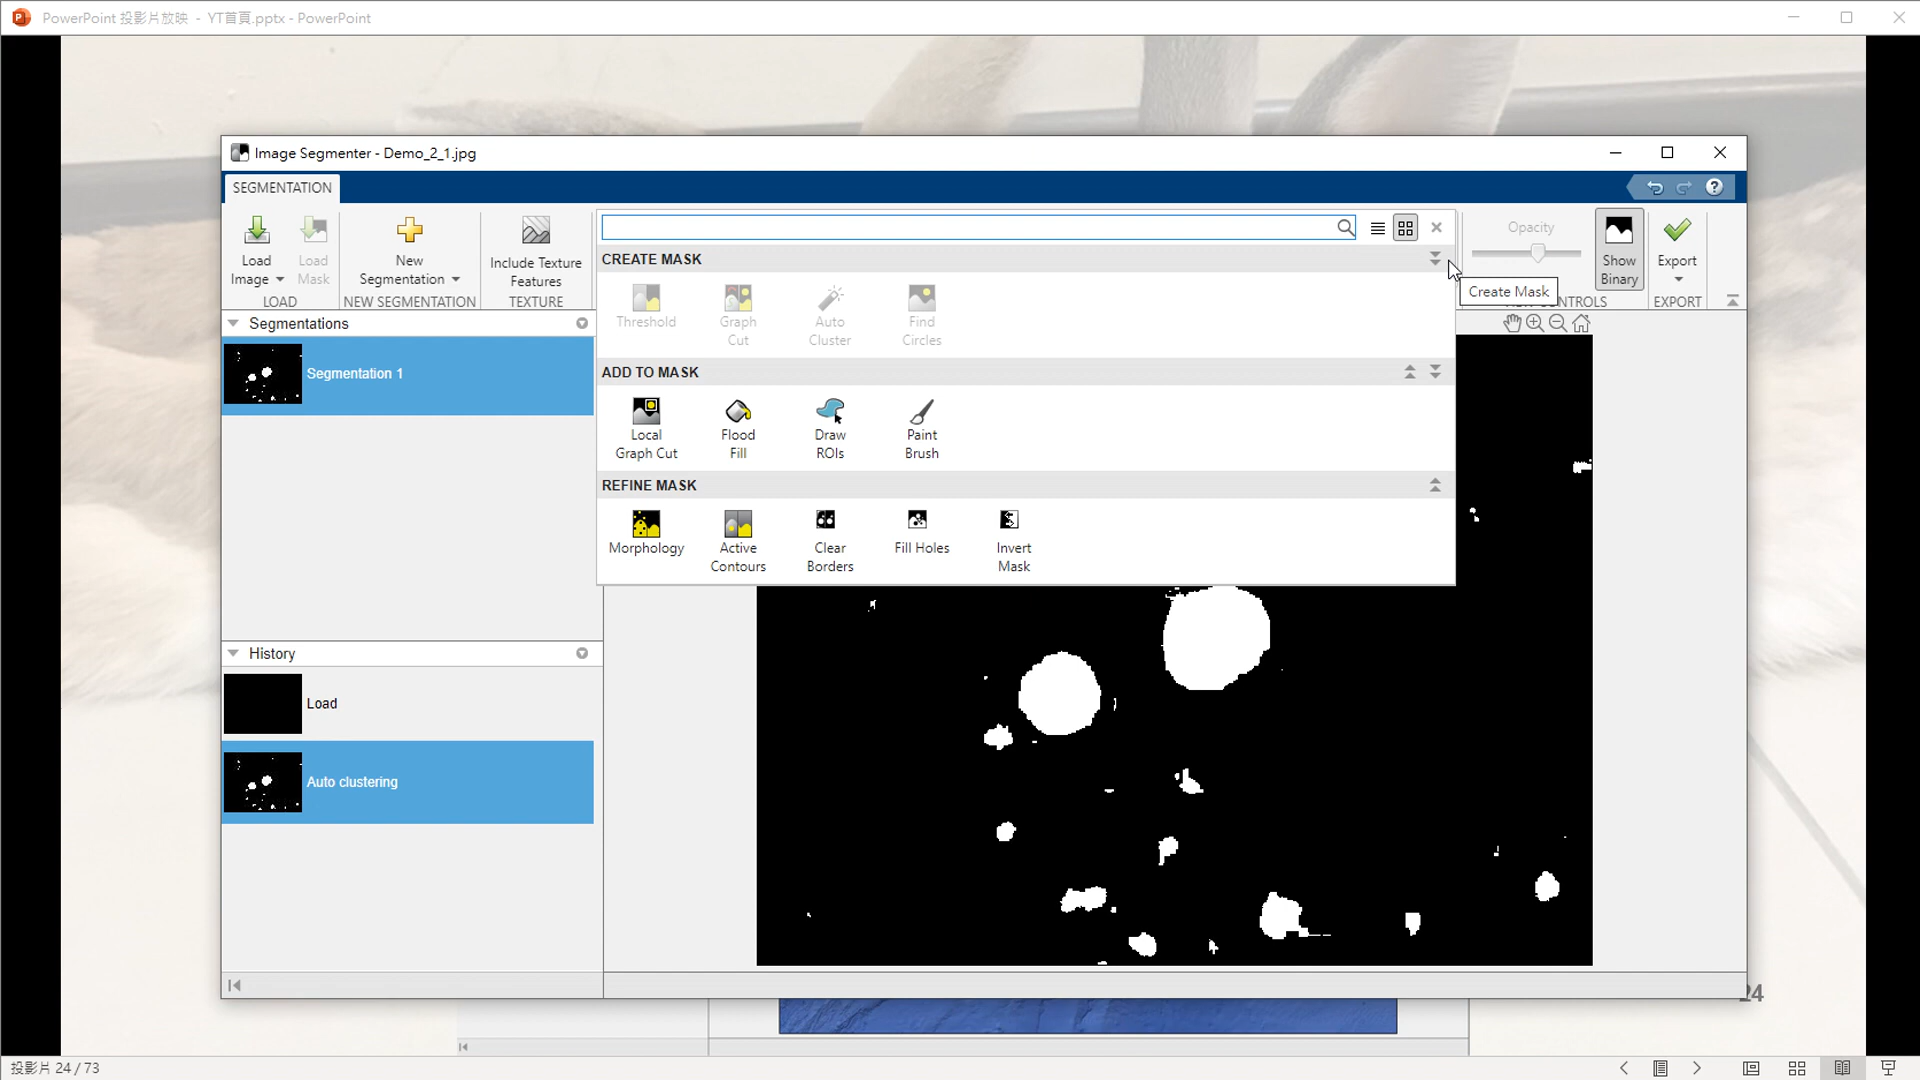 PowerPoint 投影片放映 - YT首頁.pptx - PowerPoint
Image Segmenter - Demo_2_1.jpg
SEGMENTATION
Load
Image
Load
Mask
LOAD
New
Segmentation
NEW SEGMENTATION
Include Texture
Features
TEXTURE
CREATE MASK
Threshold
Graph
Cut
Auto
Cluster
Find
Circles
ADD TO MASK
Local
Graph Cut
Flood
Fill
Draw
ROIs
Paint
Brush
REFINE MASK
Morphology
Active
Contours
Clear
Borders
Fill Holes
Invert
Mask
Opacity
Show
Binary
Export
CONTROLS
EXPORT
Create Mask
Segmentations
Segmentation 1
History
Load
Auto clustering
24
投影片 24 / 73